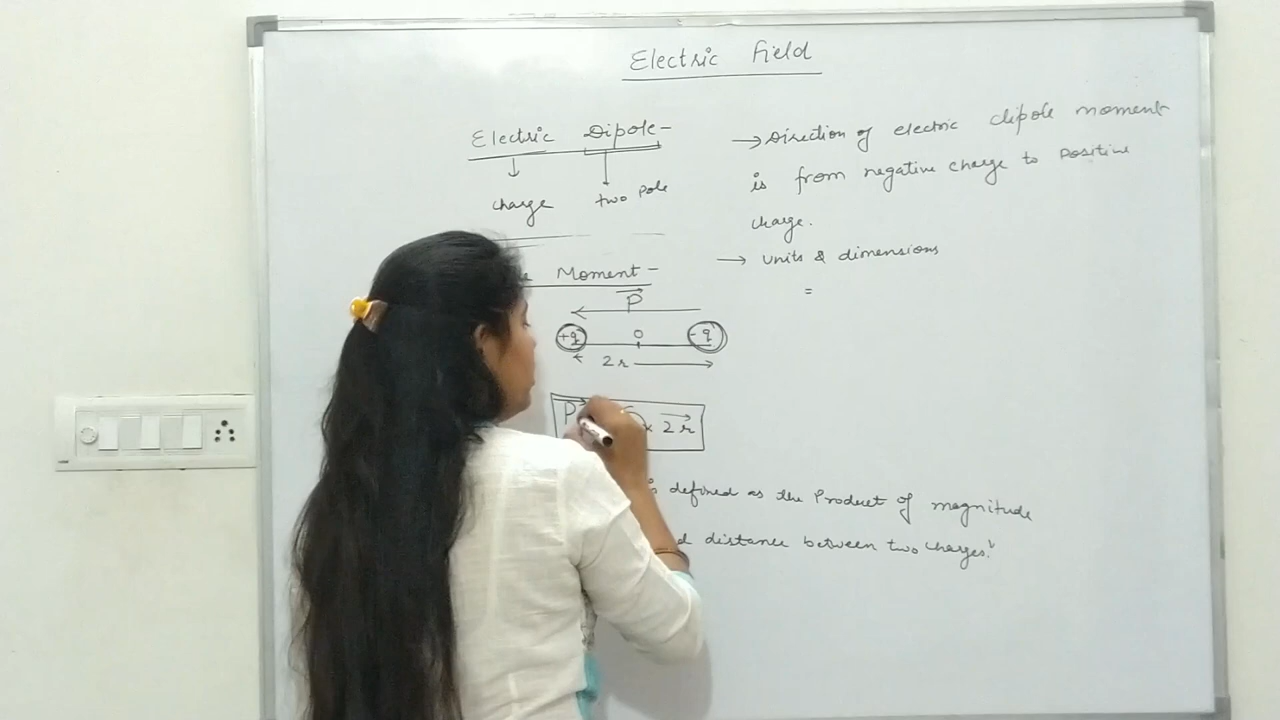 Electric Field
Electric Dipole-
charge two pole
Moment-
P
+q O -q
2r
P × 2r
defined as the Product of magnitude
distance between two charges.
→ Direction of electric dipole moment
is from negative charge to positive
charge.
→ units & dimensions
=